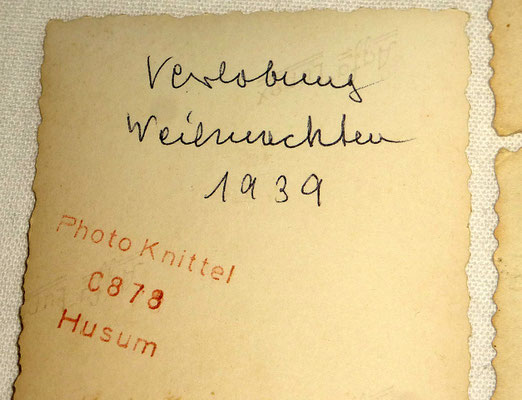 Verlobung
Weihnachten
1939
Photo Knittel
C878
Husum